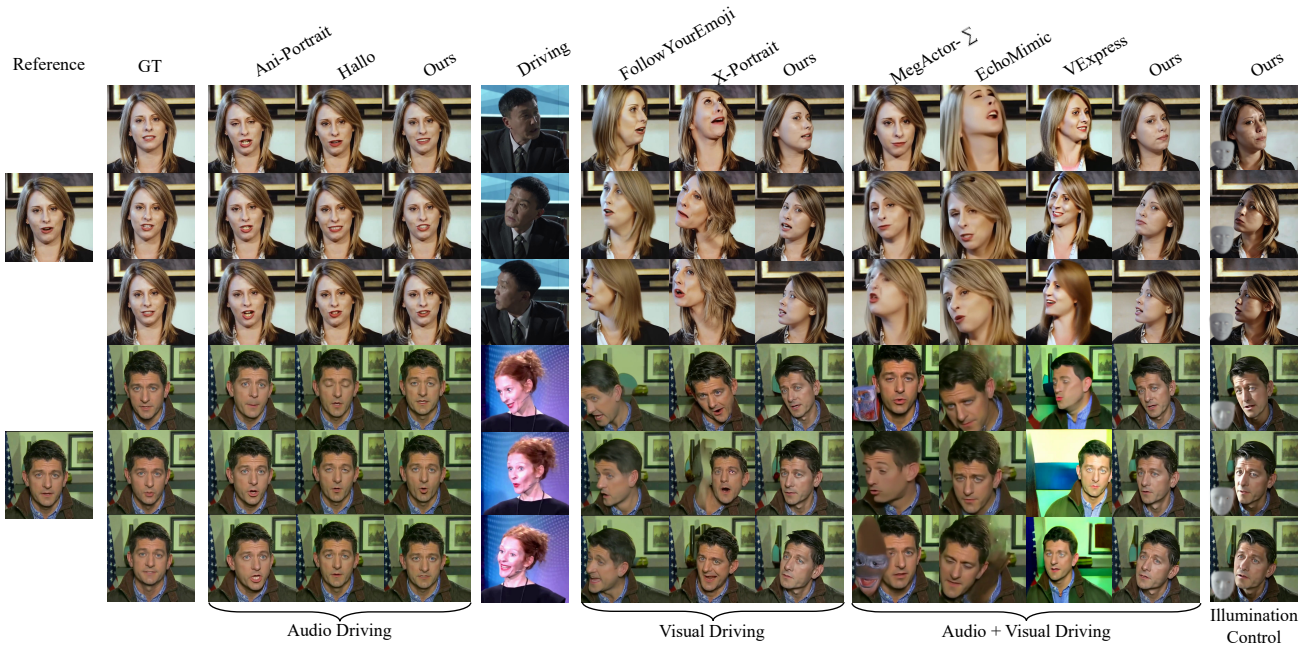 Reference
GT
Ani-Portrait
Hallo
Ours
Driving
FollowYourEmoji
X-Portrait
Ours
MegActor- ∑
EchoMimic
VExpress
Ours
Ours
Audio Driving
Visual Driving
Audio + Visual Driving
Illumination
Control